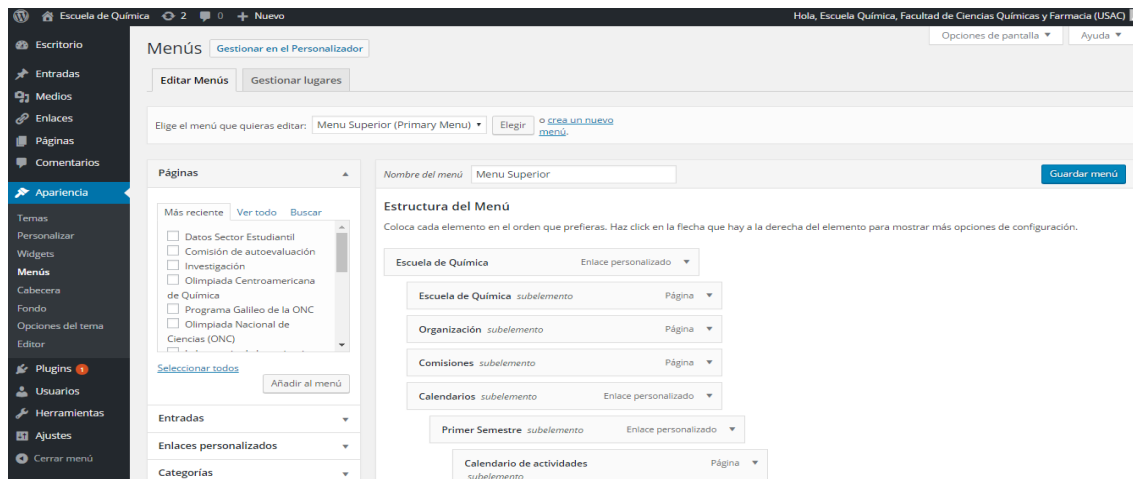 Escuela de Química 2 0 + Nuevo
Hola, Escuela Química, Facultad de Ciencias Químicas y Farmacia (USAC)
Escritorio
Entradas
Medios
Enlaces
Páginas
Comentarios
Apariencia
Temas
Personalizar
Widgets
Menús
Cabecera
Fondo
Opciones del tema
Editor
Plugins 1
Usuarios
Herramientas
Ajustes
Cerrar menú
Opciones de pantalla
Ayuda
Menús Gestionar en el Personalizador
Editar Menús Gestionar lugares
Elige el menú que quieras editar: Menu Superior (Primary Menu) Elegir o crea un nuevo
menú.
Páginas
Más reciente Ver todo Buscar
Datos Sector Estudiantil
Comisión de autoevaluación
Investigación
Olimpiada Centroamericana
de Química
Programa Galileo de la ONC
Olimpiada Nacional de
Ciencias (ONC)
Seleccionar todos
Añadir al menú
Entradas
Enlaces personalizados
Categorías
Nombre del menú Menu Superior
Guardar menú
Estructura del Menú
Coloca cada elemento en el orden que prefieras. Haz click en la flecha que hay a la derecha del elemento para mostrar más opciones de configuración.
Escuela de Química Enlace personalizado
Escuela de Química subelemento Página
Organización subelemento Página
Comisiones subelemento Página
Calendarios subelemento Enlace personalizado
Primer Semestre subelemento Enlace personalizado
Calendario de actividades Página
subelemento